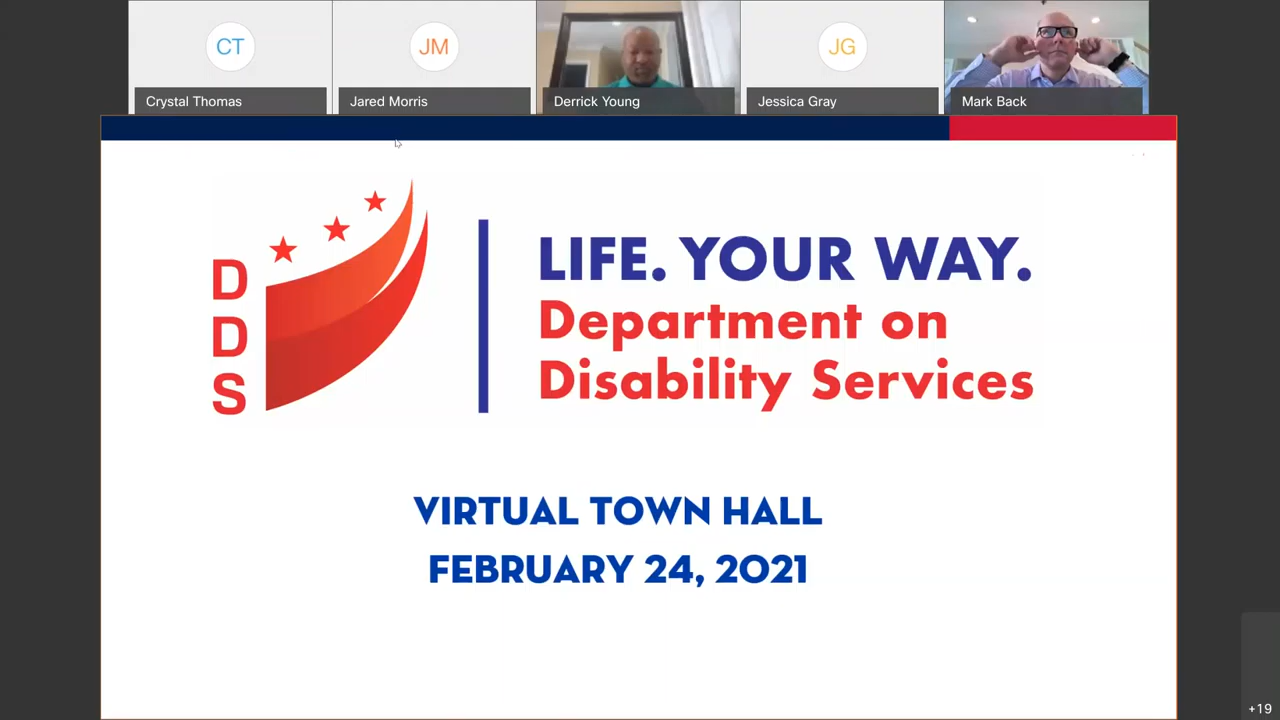 CT
JM
JG
Crystal Thomas
Jared Morris
Derrick Young
Jessica Gray
Mark Back
D
D
S
LIFE. YOUR WAY.
Department on
Disability Services
VIRTUAL TOWN HALL
FEBRUARY 24, 2021
+19